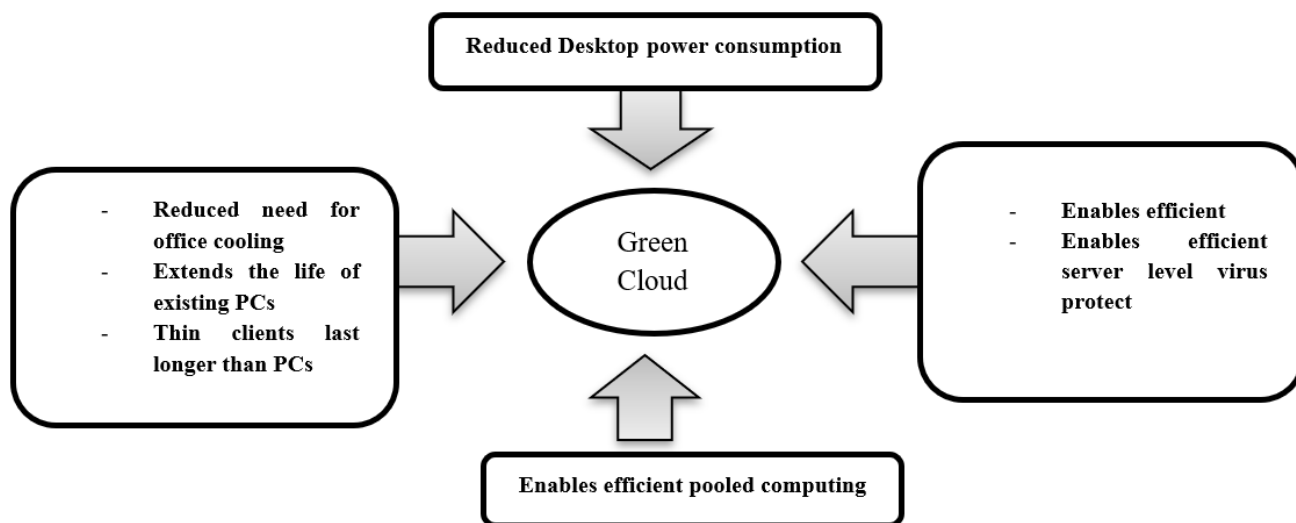 Reduced Desktop power consumption
- Reduced need for
office cooling
- Extends the life of
existing PCs
- Thin clients last
longer than PCs
Green
Cloud
- Enables efficient
- Enables efficient
server level virus
protect
Enables efficient pooled computing